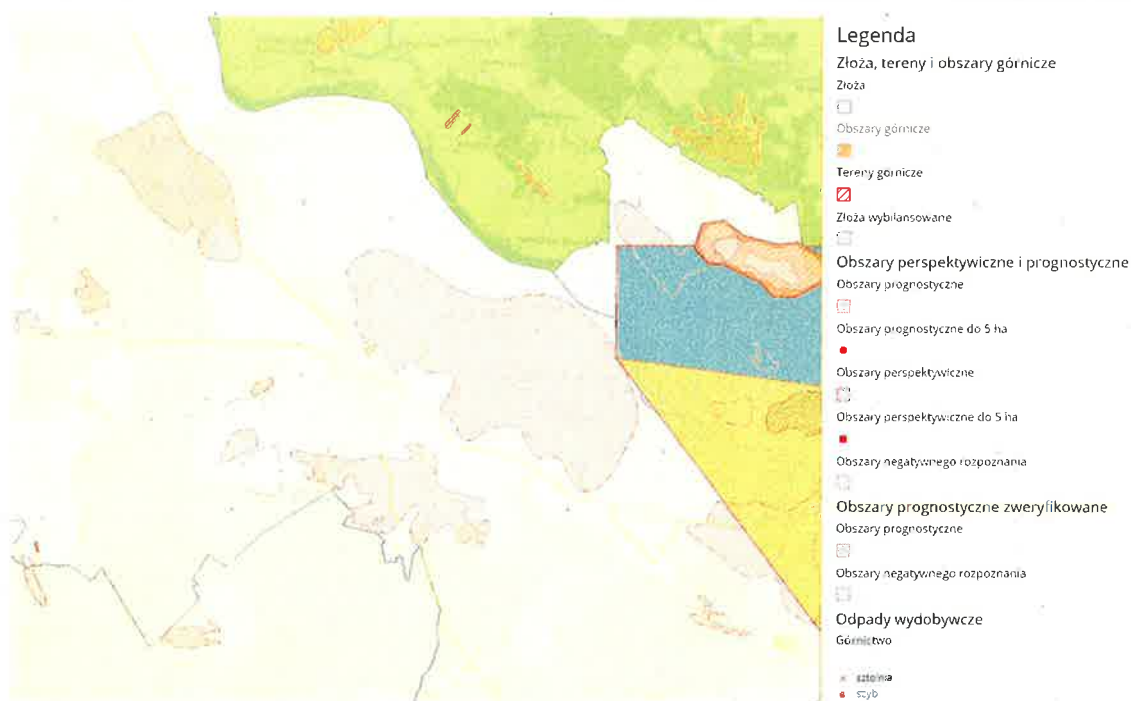 Legenda
Złoża, tereny i obszary górnicze
Złoża
Obszary górnicze
Tereny górnicze
Złoża wybilansowane
Obszary perspektywiczne i prognostyczne
Obszary prognostyczne
Obszary prognostyczne do 5 ha
Obszary perspektywiczne
Obszary perspektywiczne do 5 ha
Obszary negatywnego rozpoznania
Obszary prognostyczne zweryfikowane
Obszary prognostyczne
Obszary negatywnego rozpoznania
Odpady wydobywcze
Górnictwo
sztolnia
szyb